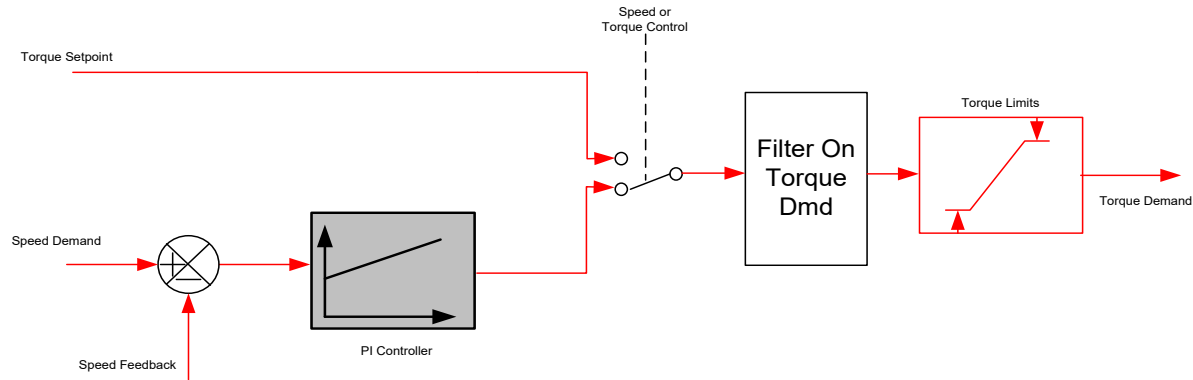 Speed or
Torque Control
Torque Setpoint
Filter On
Torque
Dmd
Torque Limits
Torque Demand
Speed Demand
PI Controller
Speed Feedback